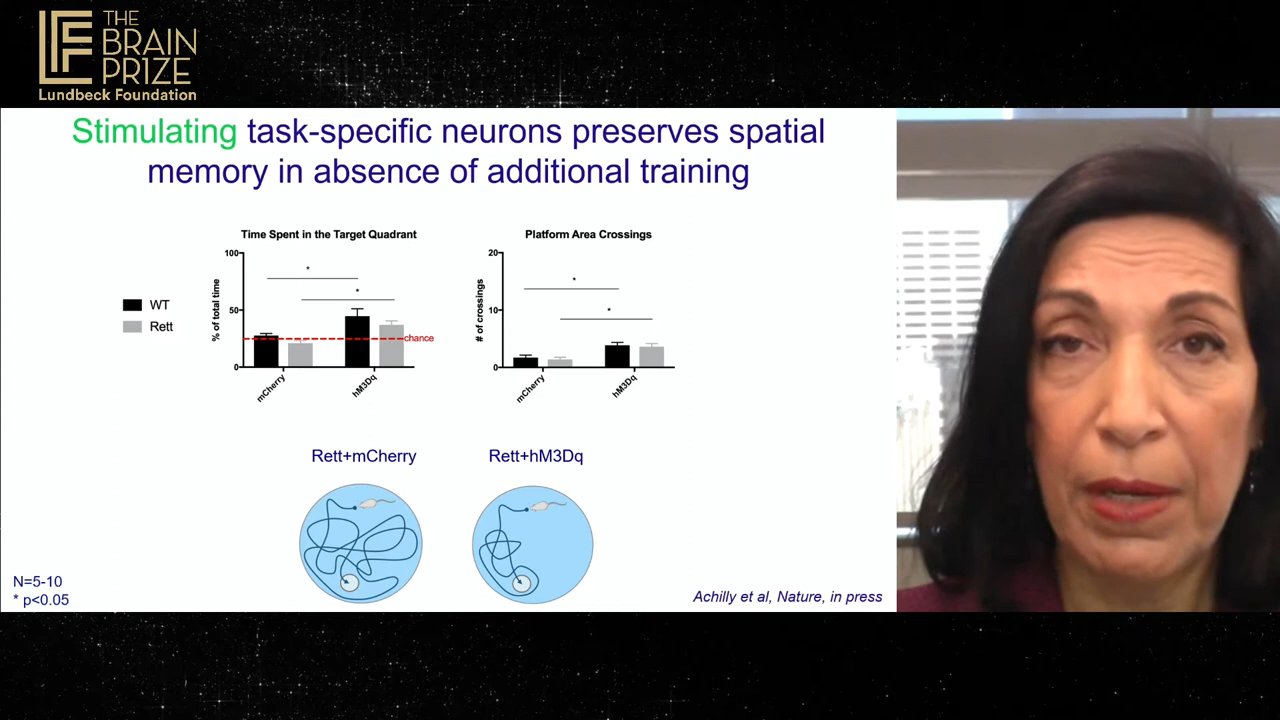 THE
BRAIN
PRIZE
Lundbeck Foundation
Stimulating task-specific neurons preserves spatial
memory in absence of additional training
Time Spent in the Target Quadrant
Platform Area Crossings
WT
Rett
% of total time
100
50
0
*
*
chance
mCherry
hM3Dq
# of crossings
20
10
0
*
*
mCherry
hM3Dq
Rett+mCherry
Rett+hM3Dq
N=5-10
* p<0.05
Achilly et al, Nature, in press